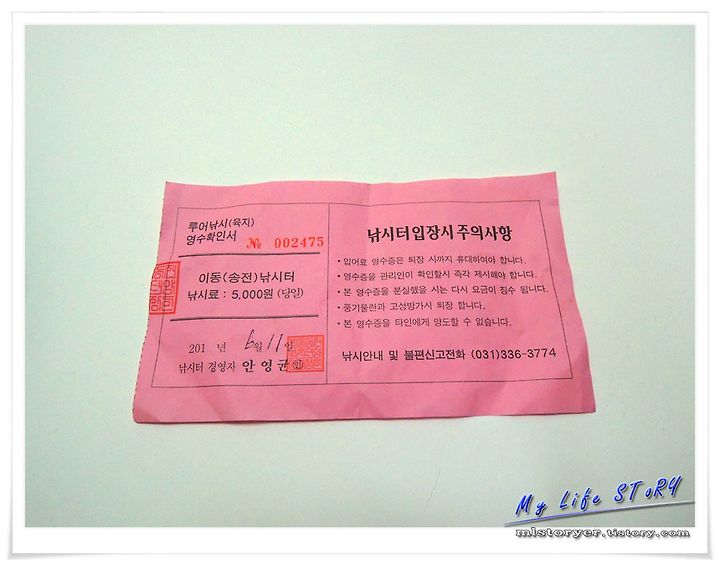 루어낚시(육지)
영수확인서 № 002475
이동(송전)낚시터
낚시료 : 5,000원 (당일)
201 년 6월 11일
낚시터 경영자 안영균 ㊞
낚시터 입장시 주의사항
• 입어료 영수증은 퇴장 시까지 휴대하여야 합니다.
• 영수증을 관리인이 확인할시 즉각 제시해야 합니다.
• 본 영수증을 분실했을 시는 다시 요금이 징수 됩니다.
• 풍기물란과 고성방가시 퇴장 합니다.
• 본 영수증을 타인에게 양도할 수 없습니다.
낚시안내 및 불편신고전화 (031)336-3774
My Life SToRY
mlstoryer.tistory.com